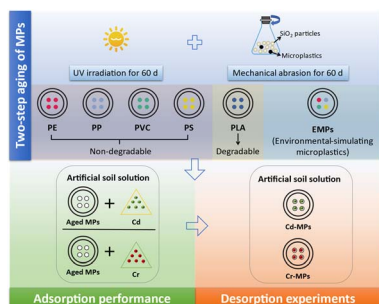 Two-step aging of MPs
SiO₂ particles
Microplastics
UV irradiation for 60 d
Mechanical abrasion for 60 d
PE
PP
PVC
PS
PLA
EMPs
(Environmental-simulating
microplastics)
Non-degradable
Degradable
Artificial soil solution
Aged MPs
+
Cd
Aged MPs
+
Cr
Artificial soil solution
Cd-MPs
Cr-MPs
Adsorption performance
Desorption experiments